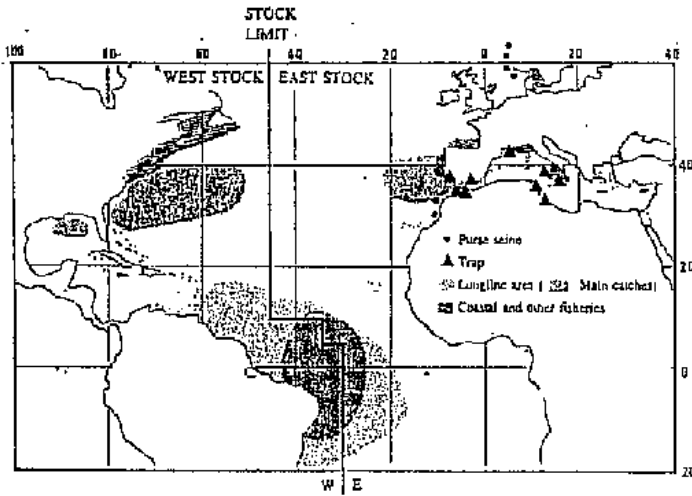 STOCK
LIMIT
100 80 60 40 20 0 20 40
WEST STOCK EAST STOCK
40
20
• Purse seine
▲ Trap
Longline area ( Main catches)
Coastal and other fisheries
0
20
W E